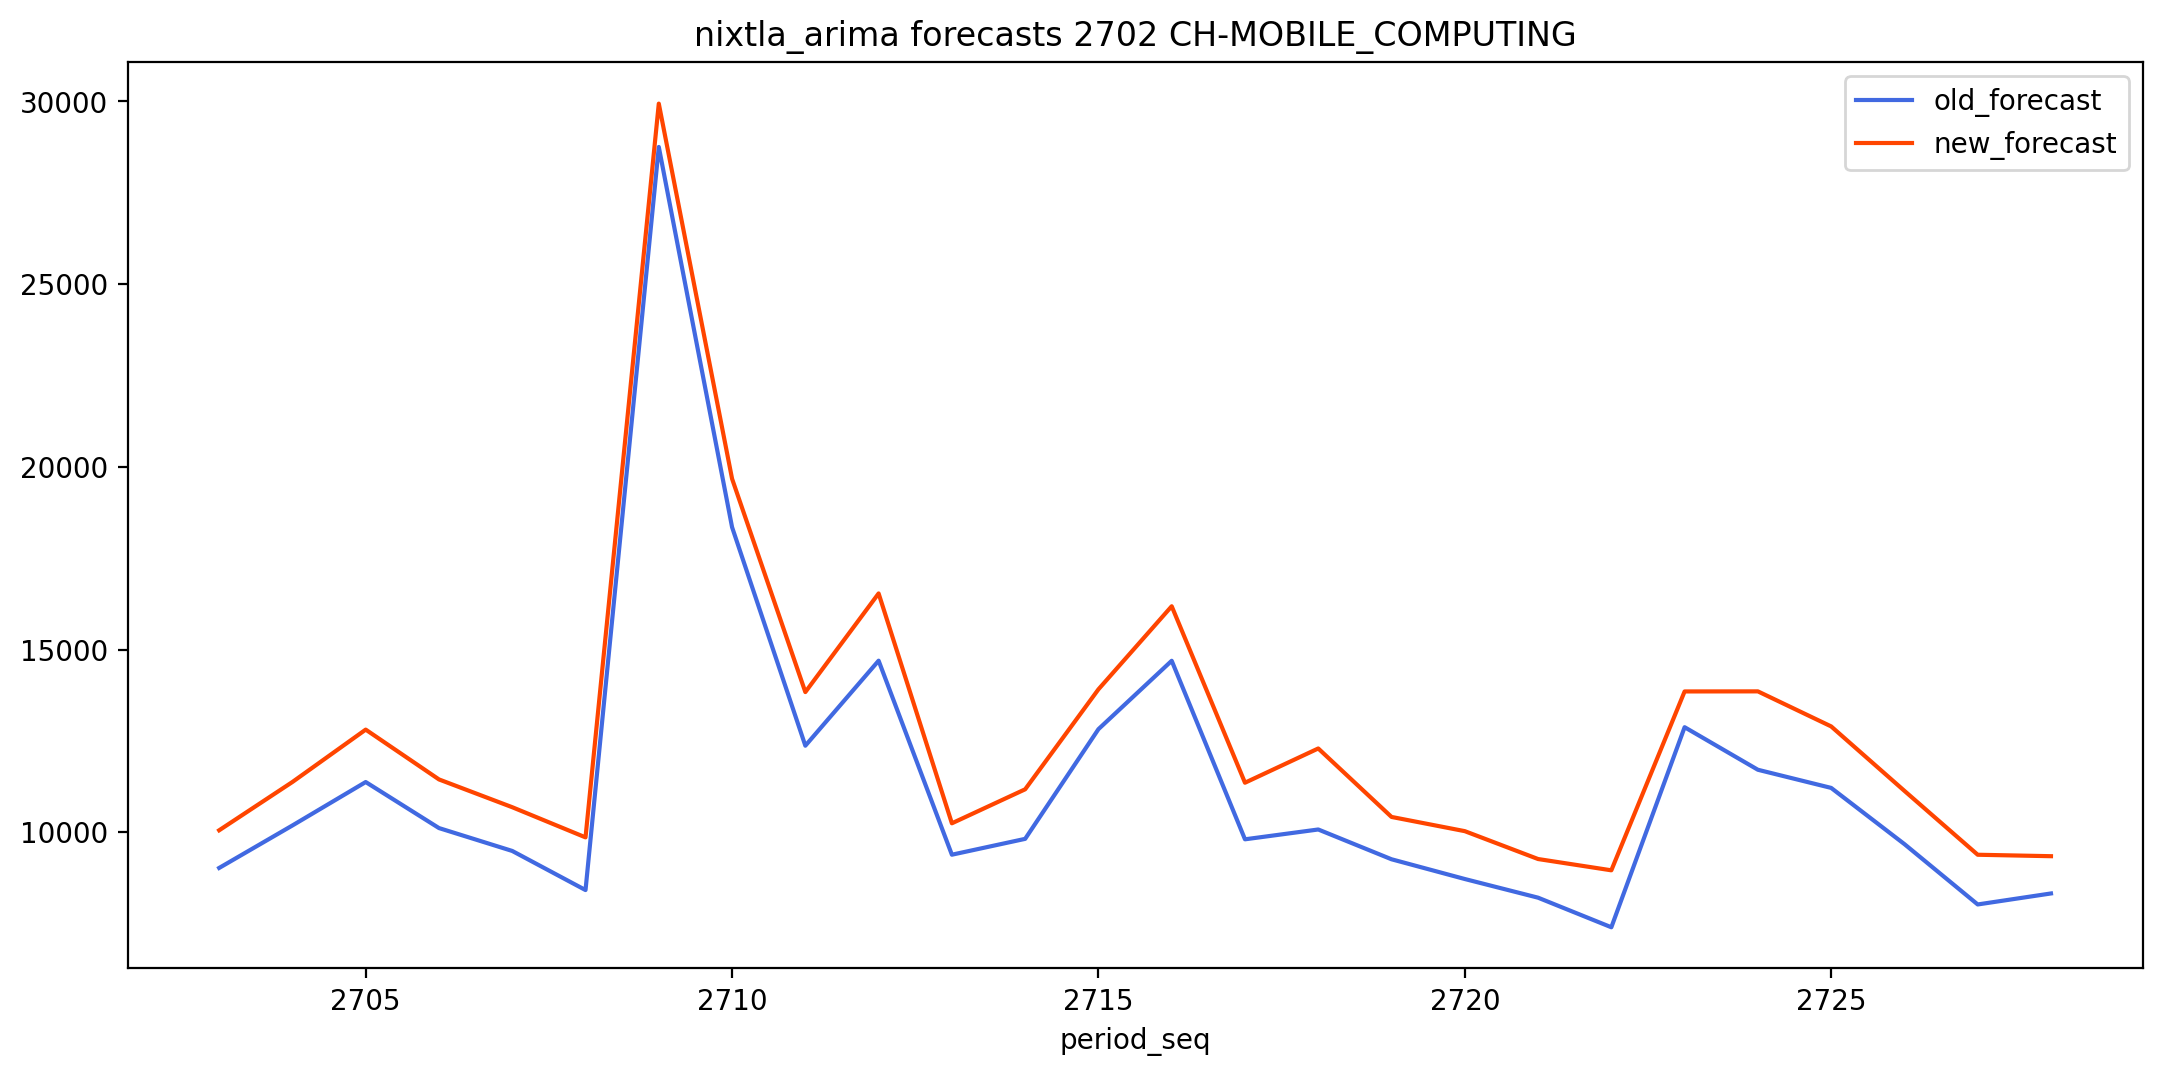 nixtla_arima forecasts 2702 CH-MOBILE_COMPUTING
old_forecast
new_forecast
30000
25000
20000
15000
10000
2705 2710 2715 2720 2725
period_seq